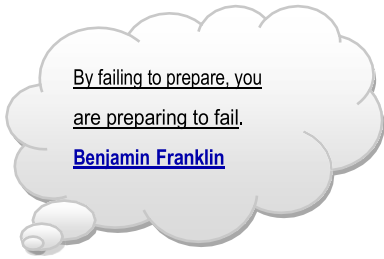 By failing to prepare, you
are preparing to fail.
Benjamin Franklin